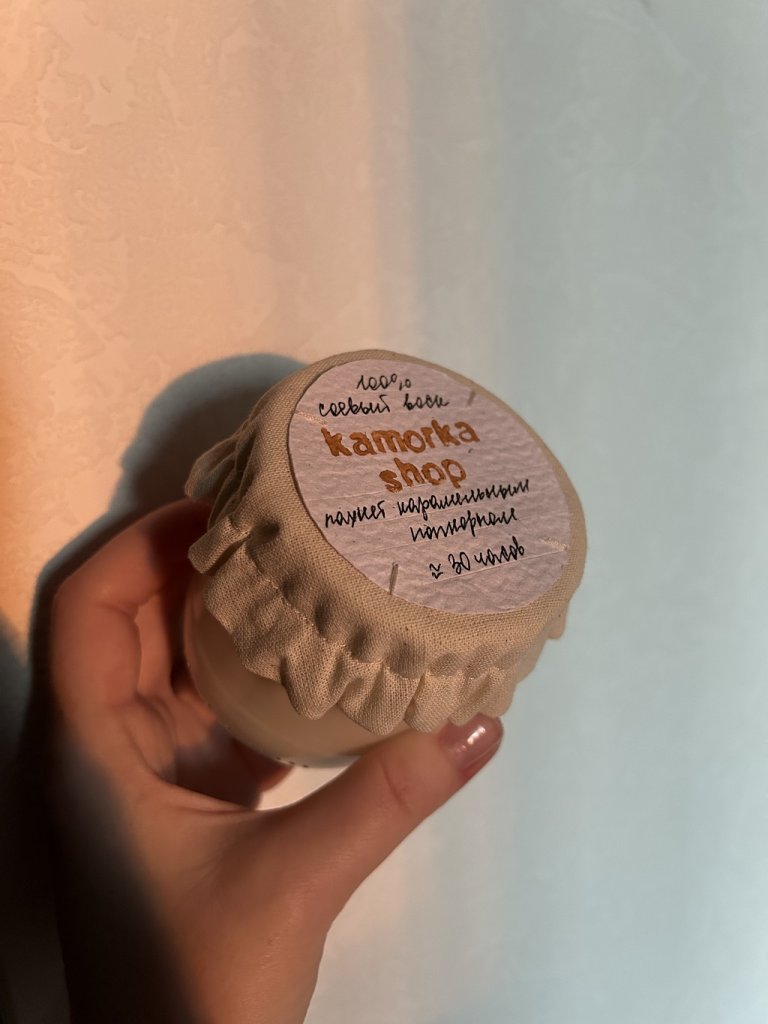 100%
соевый воск
kamorka
shop
пахнет карамельным
попкорном
≈ 30 часов